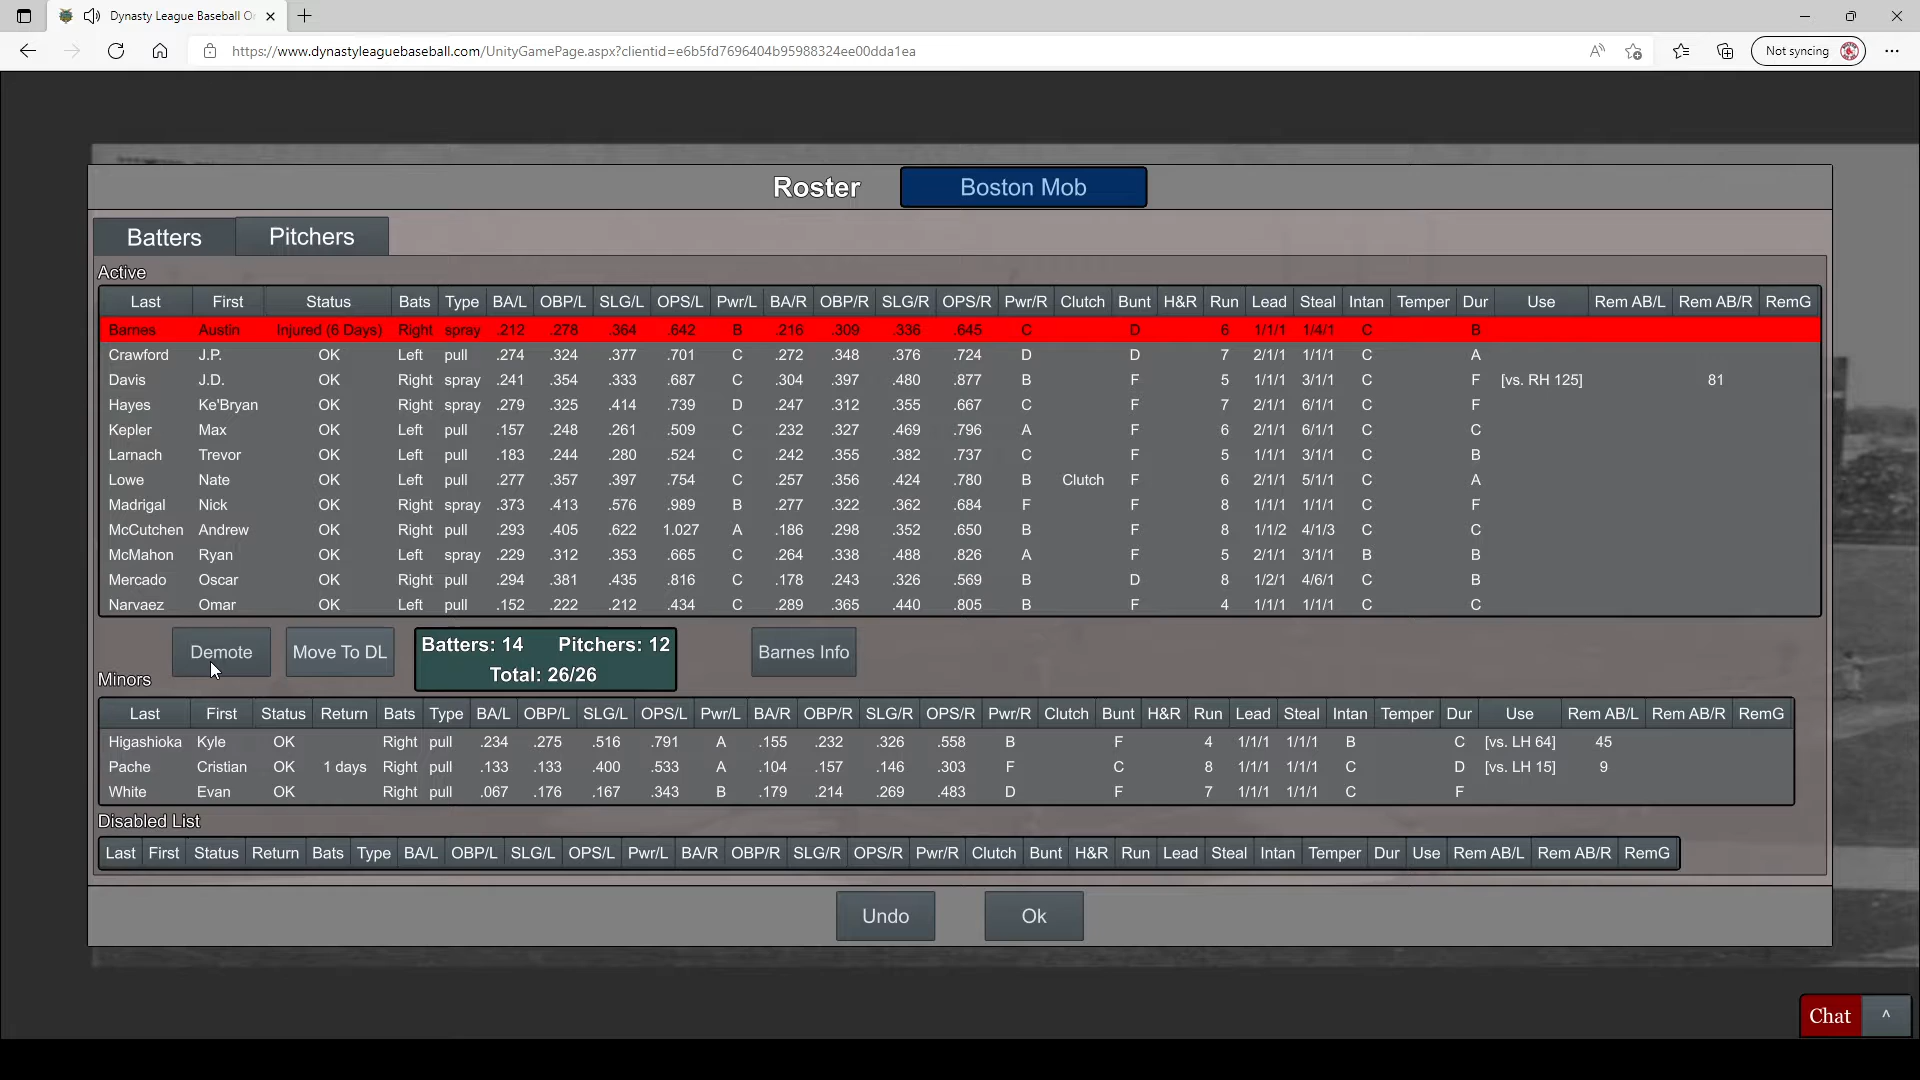 Dynasty League Baseball On
https://www.dynastyleaguebaseball.com/UnityGamePage.aspx?clientid=e6b5fd7696404b95988324ee00dda1ea
Not syncing
Roster Boston Mob
Batters Pitchers
Active
Last First Status Bats Type BA/L OBP/L SLG/L OPS/L Pwr/L BA/R OBP/R SLG/R OPS/R Pwr/R Clutch Bunt H&R Run Lead Steal Intan Temper Dur Use Rem AB/L Rem AB/R RemG
Barnes Austin Injured (6 Days) Right spray .212 .278 .364 .642 B .216 .309 .336 .645 C D 6 1/1/1 1/4/1 C B
Crawford J.P. OK Left pull .274 .324 .377 .701 C .272 .348 .376 .724 D D 7 2/1/1 1/1/1 C A
Davis J.D. OK Right spray .241 .354 .333 .687 C .304 .397 .480 .877 B F 5 1/1/1 3/1/1 C F [vs. RH 125] 81
Hayes Ke'Bryan OK Right spray .279 .325 .414 .739 D .247 .312 .355 .667 C F 7 2/1/1 6/1/1 C F
Kepler Max OK Left pull .157 .248 .261 .509 C .232 .327 .469 .796 A F 6 2/1/1 6/1/1 C C
Larnach Trevor OK Left pull .183 .244 .280 .524 C .242 .355 .382 .737 C F 5 1/1/1 3/1/1 C B
Lowe Nate OK Left pull .277 .357 .397 .754 C .257 .356 .424 .780 B Clutch F 6 2/1/1 5/1/1 C A
Madrigal Nick OK Right spray .373 .413 .576 .989 B .277 .322 .362 .684 F F 8 1/1/1 1/1/1 C F
McCutchen Andrew OK Right pull .293 .405 .622 1.027 A .186 .298 .352 .650 B F 8 1/1/2 4/1/3 C C
McMahon Ryan OK Left spray .229 .312 .353 .665 C .264 .338 .488 .826 A F 5 2/1/1 3/1/1 B B
Mercado Oscar OK Right pull .294 .381 .435 .816 C .178 .243 .326 .569 B D 8 1/2/1 4/6/1 C B
Narvaez Omar OK Left pull .152 .222 .212 .434 C .289 .365 .440 .805 B F 4 1/1/1 1/1/1 C C
Demote Move To DL Batters: 14 Pitchers: 12 Barnes Info
Total: 26/26
Minors
Last First Status Return Bats Type BA/L OBP/L SLG/L OPS/L Pwr/L BA/R OBP/R SLG/R OPS/R Pwr/R Clutch Bunt H&R Run Lead Steal Intan Temper Dur Use Rem AB/L Rem AB/R RemG
Higashioka Kyle OK Right pull .234 .275 .516 .791 A .155 .232 .326 .558 B F 4 1/1/1 1/1/1 B C [vs. LH 64] 45
Pache Cristian OK 1 days Right pull .133 .133 .400 .533 A .104 .157 .146 .303 F C 8 1/1/1 1/1/1 C D [vs. LH 15] 9
White Evan OK Right pull .067 .176 .167 .343 B .179 .214 .269 .483 D F 7 1/1/1 1/1/1 C F
Disabled List
Last First Status Return Bats Type BA/L OBP/L SLG/L OPS/L Pwr/L BA/R OBP/R SLG/R OPS/R Pwr/R Clutch Bunt H&R Run Lead Steal Intan Temper Dur Use Rem AB/L Rem AB/R RemG
Undo Ok
Chat ^